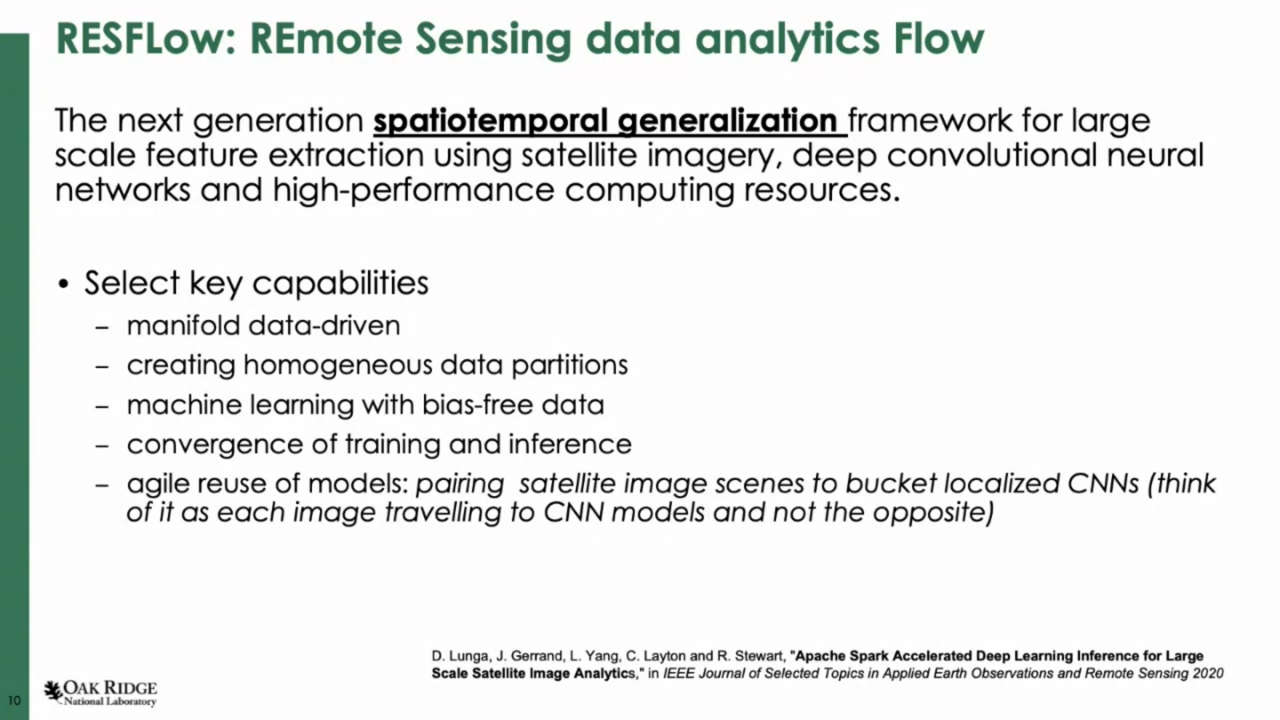 RESFLow: REmote Sensing data analytics Flow
The next generation spatiotemporal generalization framework for large
scale feature extraction using satellite imagery, deep convolutional neural
networks and high-performance computing resources.
• Select key capabilities
– manifold data-driven
– creating homogeneous data partitions
– machine learning with bias-free data
– convergence of training and inference
– agile reuse of models: pairing  satellite image scenes to bucket localized CNNs (think
of it as each image travelling to CNN models and not the opposite)
D. Lunga, J. Gerrand, L. Yang, C. Layton and R. Stewart, "Apache Spark Accelerated Deep Learning Inference for Large
Scale Satellite Image Analytics," in IEEE Journal of Selected Topics in Applied Earth Observations and Remote Sensing 2020
10
OAK RIDGE
National Laboratory